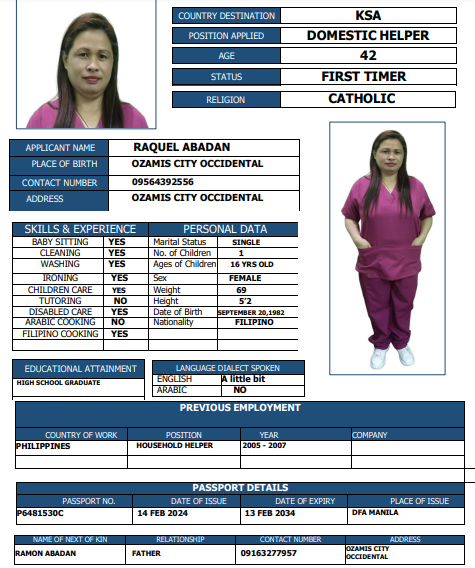 COUNTRY DESTINATION KSA
POSITION APPLIED DOMESTIC HELPER
AGE 42
STATUS FIRST TIMER
RELIGION CATHOLIC
APPLICANT NAME RAQUEL ABADAN
PLACE OF BIRTH OZAMIS CITY OCCIDENTAL
CONTACT NUMBER 09564392556
ADDRESS OZAMIS CITY OCCIDENTAL
SKILLS & EXPERIENCE PERSONAL DATA
BABY SITTING YES Marital Status SINGLE
CLEANING YES No. of Children 1
WASHING YES Ages of Children 16 YRS OLD
IRONING YES Sex FEMALE
CHILDREN CARE YES Weight 69
TUTORING NO Height 5'2
DISABLED CARE YES Date of Birth SEPTEMBER 20,1982
ARABIC COOKING NO Nationality FILIPINO
FILIPINO COOKING YES
EDUCATIONAL ATTAINMENT LANGUAGE DIALECT SPOKEN
HIGH SCHOOL GRADUATE ENGLISH A little bit
ARABIC NO
PREVIOUS EMPLOYMENT
COUNTRY OF WORK POSITION YEAR COMPANY
PHILIPPINES HOUSEHOLD HELPER 2005 - 2007
PASSPORT DETAILS
PASSPORT NO. DATE OF ISSUE DATE OF EXPIRY PLACE OF ISSUE
P6481530C 14 FEB 2024 13 FEB 2034 DFA MANILA
NAME OF NEXT OF KIN RELATIONSHIP CONTACT NUMBER ADDRESS
RAMON ABADAN FATHER 09163277957 OZAMIS CITY
OCCIDENTAL